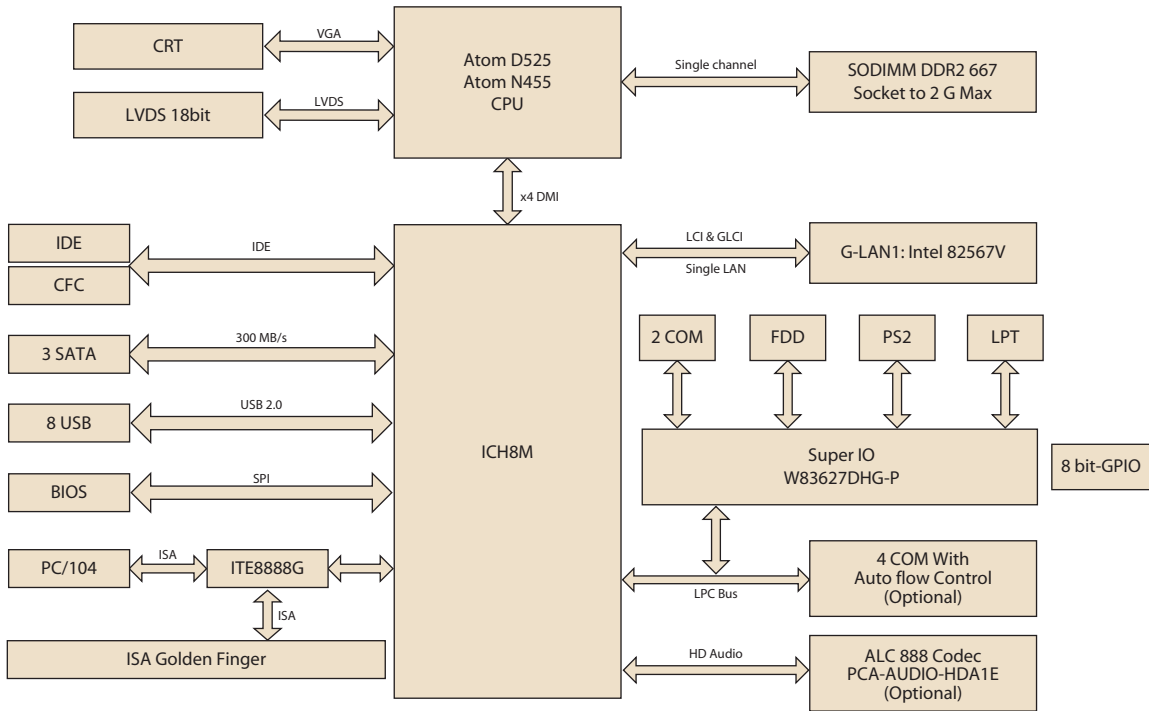 CRT
VGA
Atom D525
Atom N455
CPU
Single channel
SODIMM DDR2 667
Socket to 2 G Max
LVDS 18bit
LVDS
x4 DMI
IDE
CFC
IDE
ICH8M
LCI & GLCI
Single LAN
G-LAN1: Intel 82567V
3 SATA
300 MB/s
2 COM
FDD
PS2
LPT
8 USB
USB 2.0
Super IO
W83627DHG-P
8 bit-GPIO
BIOS
SPI
PC/104
ISA
ITE8888G
ISA
ISA Golden Finger
LPC Bus
4 COM With
Auto flow Control
(Optional)
HD Audio
ALC 888 Codec
PCA-AUDIO-HDA1E
(Optional)